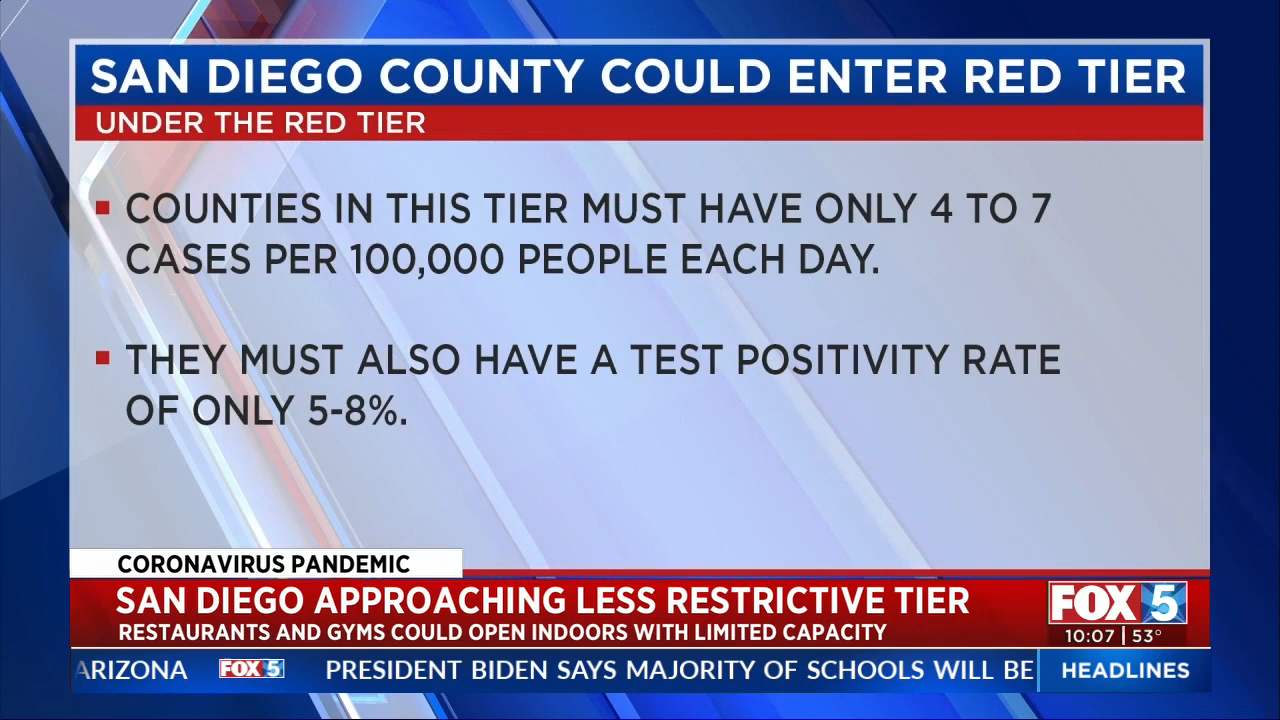 SAN DIEGO COUNTY COULD ENTER RED TIER
UNDER THE RED TIER
▪ COUNTIES IN THIS TIER MUST HAVE ONLY 4 TO 7
CASES PER 100,000 PEOPLE EACH DAY.
▪ THEY MUST ALSO HAVE A TEST POSITIVITY RATE
OF ONLY 5-8%.
CORONAVIRUS PANDEMIC
SAN DIEGO APPROACHING LESS RESTRICTIVE TIER
RESTAURANTS AND GYMS COULD OPEN INDOORS WITH LIMITED CAPACITY
FOX 5
10:07 | 53°
ARIZONA FOX 5 PRESIDENT BIDEN SAYS MAJORITY OF SCHOOLS WILL BE
HEADLINES